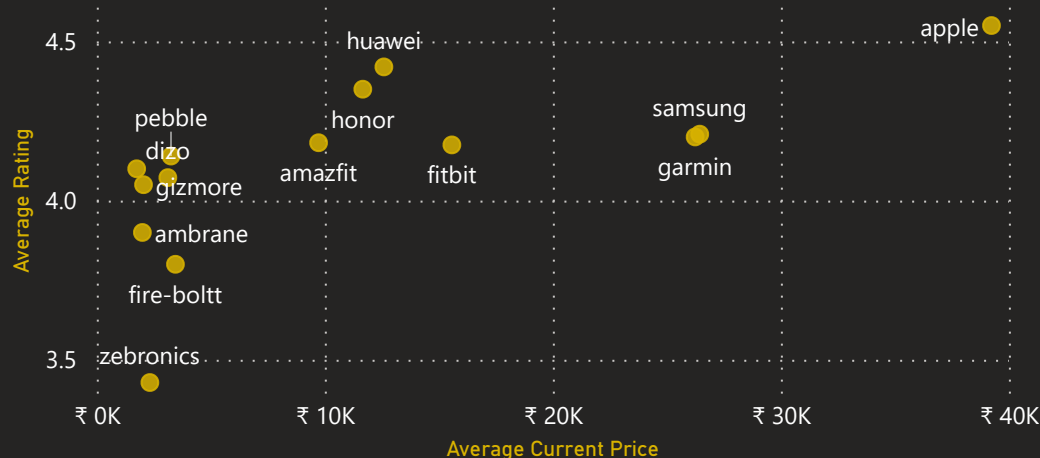 4.5
4.0
3.5
Average Rating
apple
huawei
honor
samsung
garmin
pebble
dizo
gizmore
amazfit
fitbit
ambrane
fire-boltt
zebronics
₹ 0K
₹ 10K
₹ 20K
₹ 30K
₹ 40K
Average Current Price